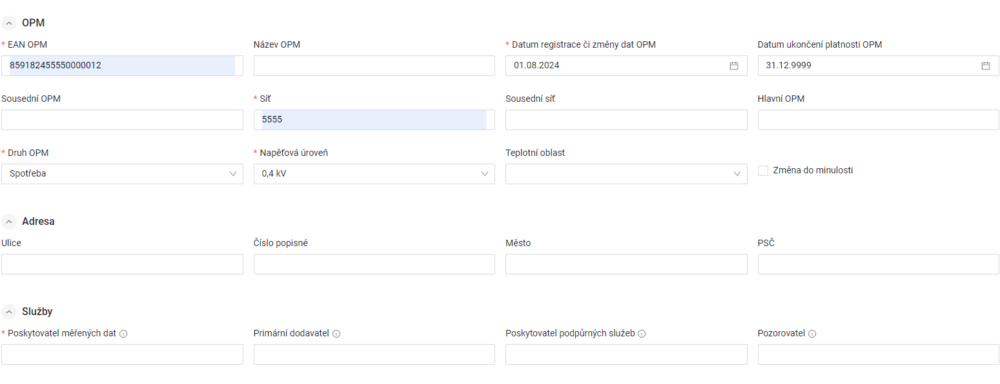 OPM
* EAN OPM Název OPM * Datum registrace či změny dat OPM Datum ukončení platnosti OPM
859182455550000012 01.08.2024 31.12.9999
Sousední OPM * Síť Sousední síť Hlavní OPM
5555
* Druh OPM * Napěťová úroveň Teplotní oblast
Spotřeba 0,4 kV Změna do minulosti
Adresa
Ulice Číslo popisné Město PSČ
Služby
* Poskytovatel měřených dat Primární dodavatel Poskytovatel podpůrných služeb Pozorovatel